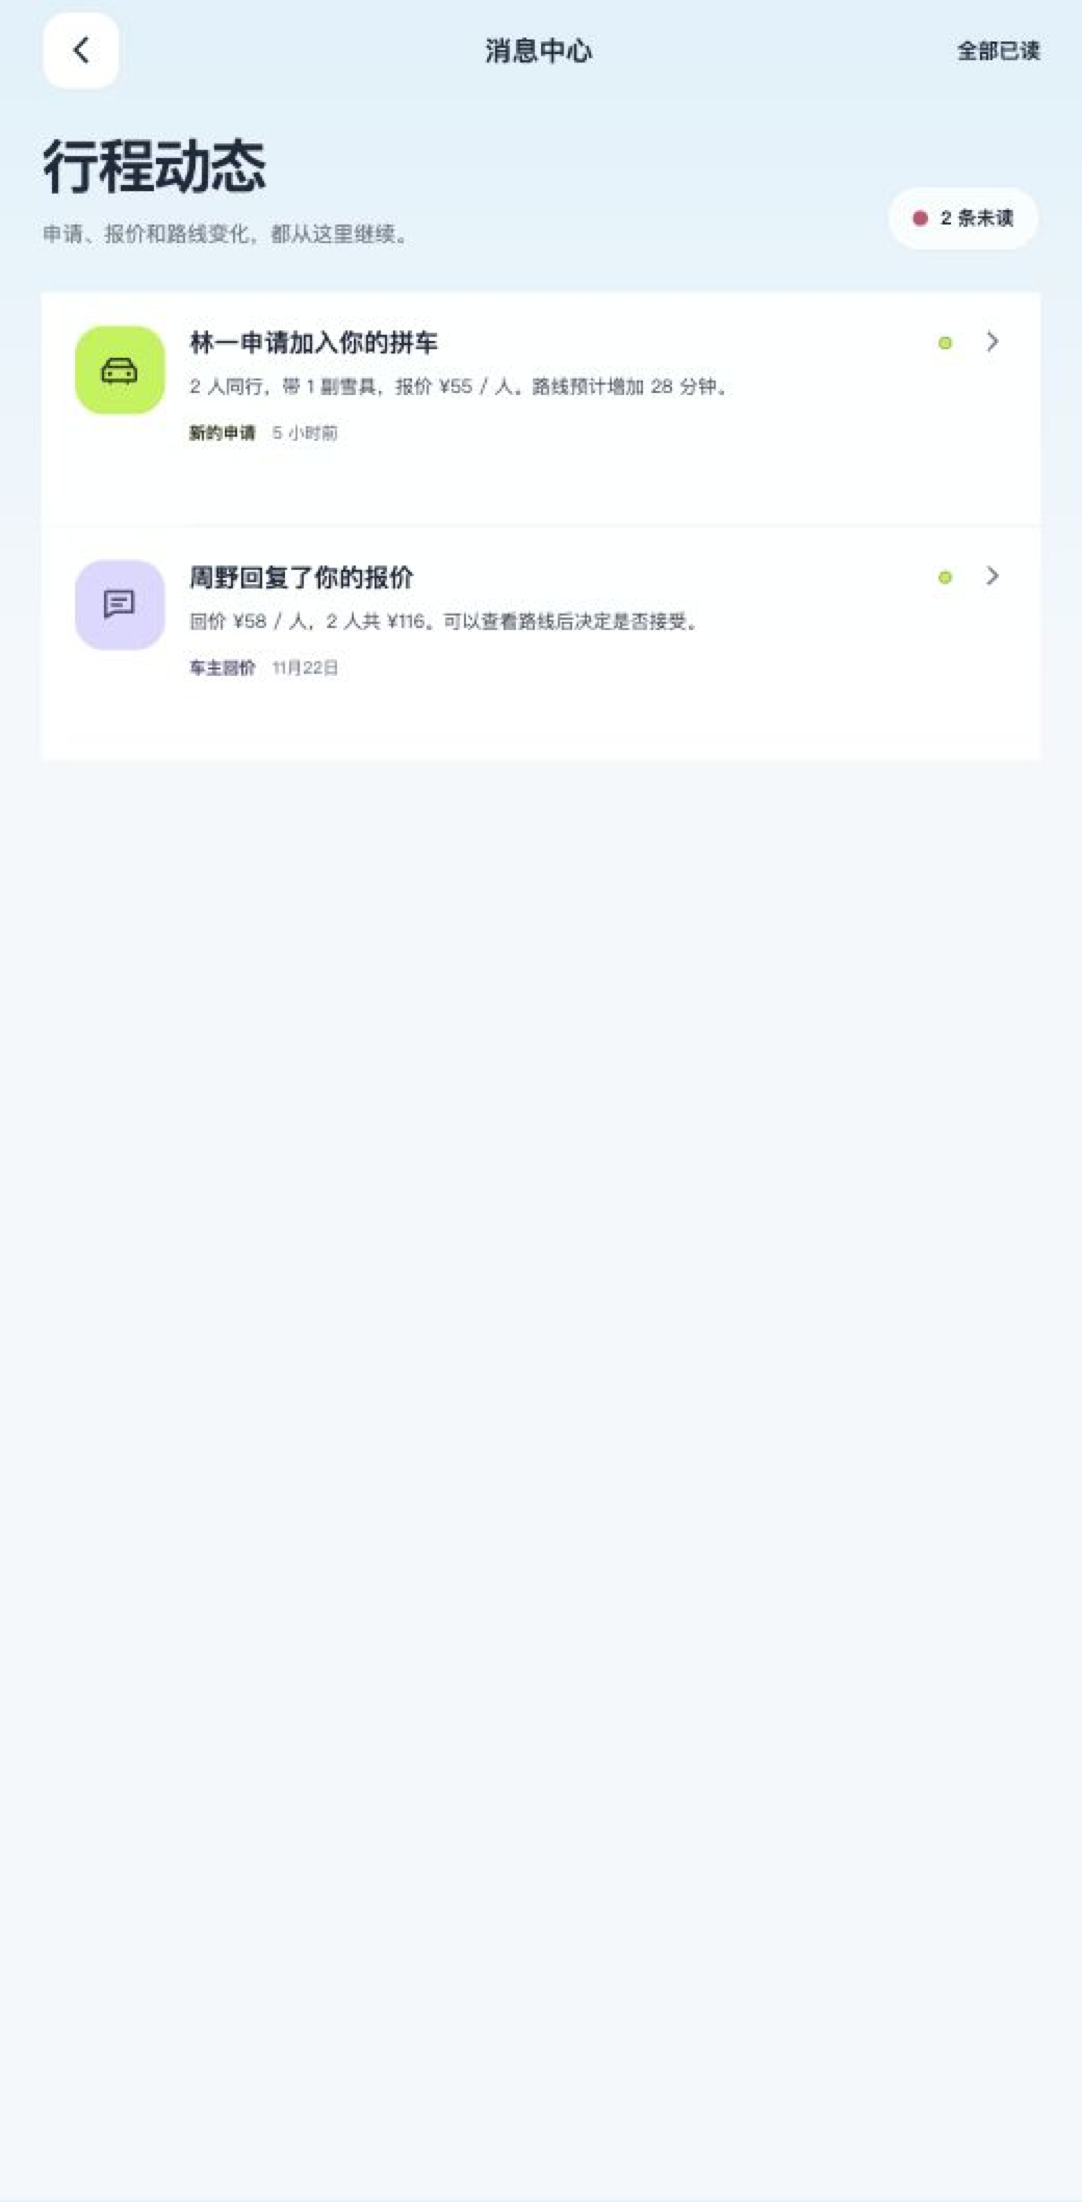 消息中心
全部已读
行程动态
申请、报价和路线变化，都从这里继续。
2 条未读
林一申请加入你的拼车
2 人同行，带 1 副雪具，报价 ¥55 / 人。路线预计增加 28 分钟。
新的申请 5 小时前
周野回复了你的报价
回价 ¥58 / 人，2 人共 ¥116。可以查看路线后决定是否接受。
车主回价 11月22日